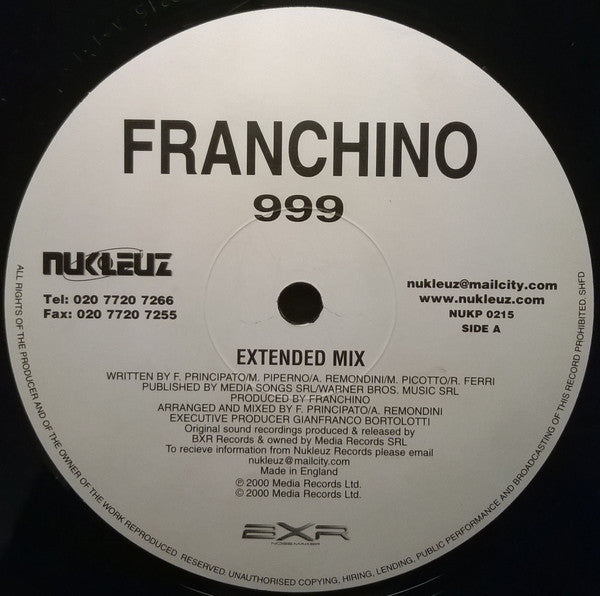 FRANCHINO
999
NUKLEUZ
Tel: 020 7720 7266
Fax: 020 7720 7255
nukleuz@mailcity.com
www.nukleuz.com
NUKP 0215
SIDE A
EXTENDED MIX
WRITTEN BY F. PRINCIPATO/M. PIPERNO/A. REMONDINI/M. PICOTTO/R. FERRI
PUBLISHED BY MEDIA SONGS SRL/WARNER BROS. MUSIC SRL
PRODUCED BY FRANCHINO
ARRANGED AND MIXED BY F. PRINCIPATO/A. REMONDINI
EXECUTIVE PRODUCER GIANFRANCO BORTOLOTTI
Original sound recordings produced & released by
BXR Records & owned by Media Records SRL
To recieve information from Nukleuz Records please email
nukleuz@mailcity.com
Made in England
℗ 2000 Media Records Ltd.
© 2000 Media Records Ltd.
BXR
NOISE MAKER
ALL RIGHTS OF THE PRODUCER AND OF THE OWNER OF THE WORK REPRODUCED RESERVED. UNAUTHORISED COPYING, HIRING, LENDING, PUBLIC PERFORMANCE AND BROADCASTING OF THIS RECORD PROHIBITED. SHFD